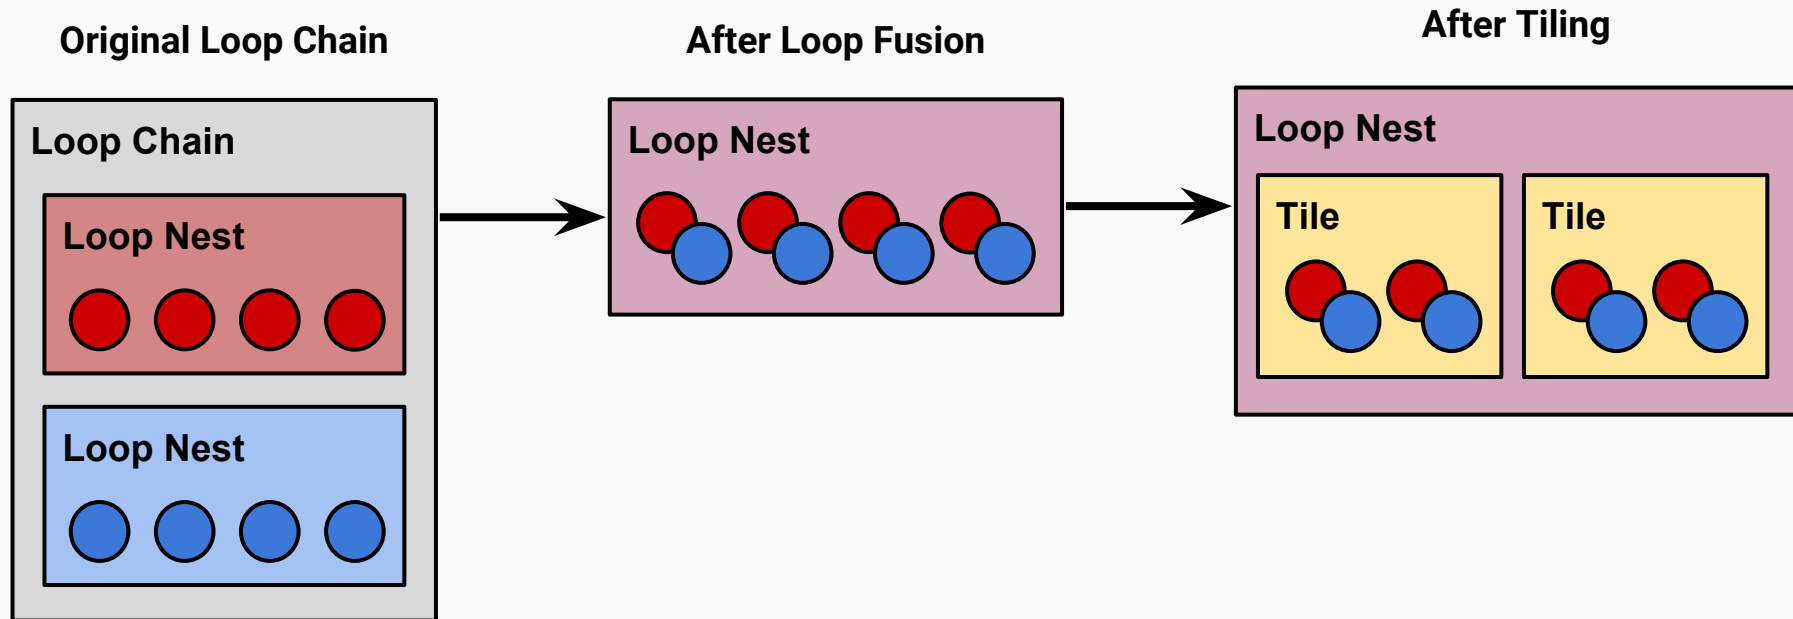 Original Loop Chain
Loop Chain
Loop Nest
Loop Nest
After Loop Fusion
Loop Nest
After Tiling
Loop Nest
Tile
Tile